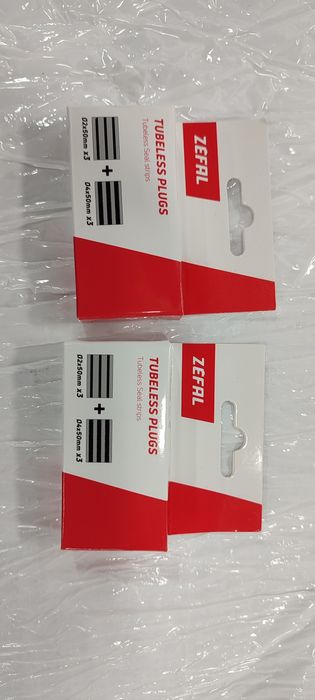 ZEFAL
TUBELESS PLUGS
Tubeless Seal strips
Ø2x50mm x3
+
Ø4x50mm x3
ZEFAL
TUBELESS PLUGS
Tubeless Seal strips
Ø2x50mm x3
+
Ø4x50mm x3